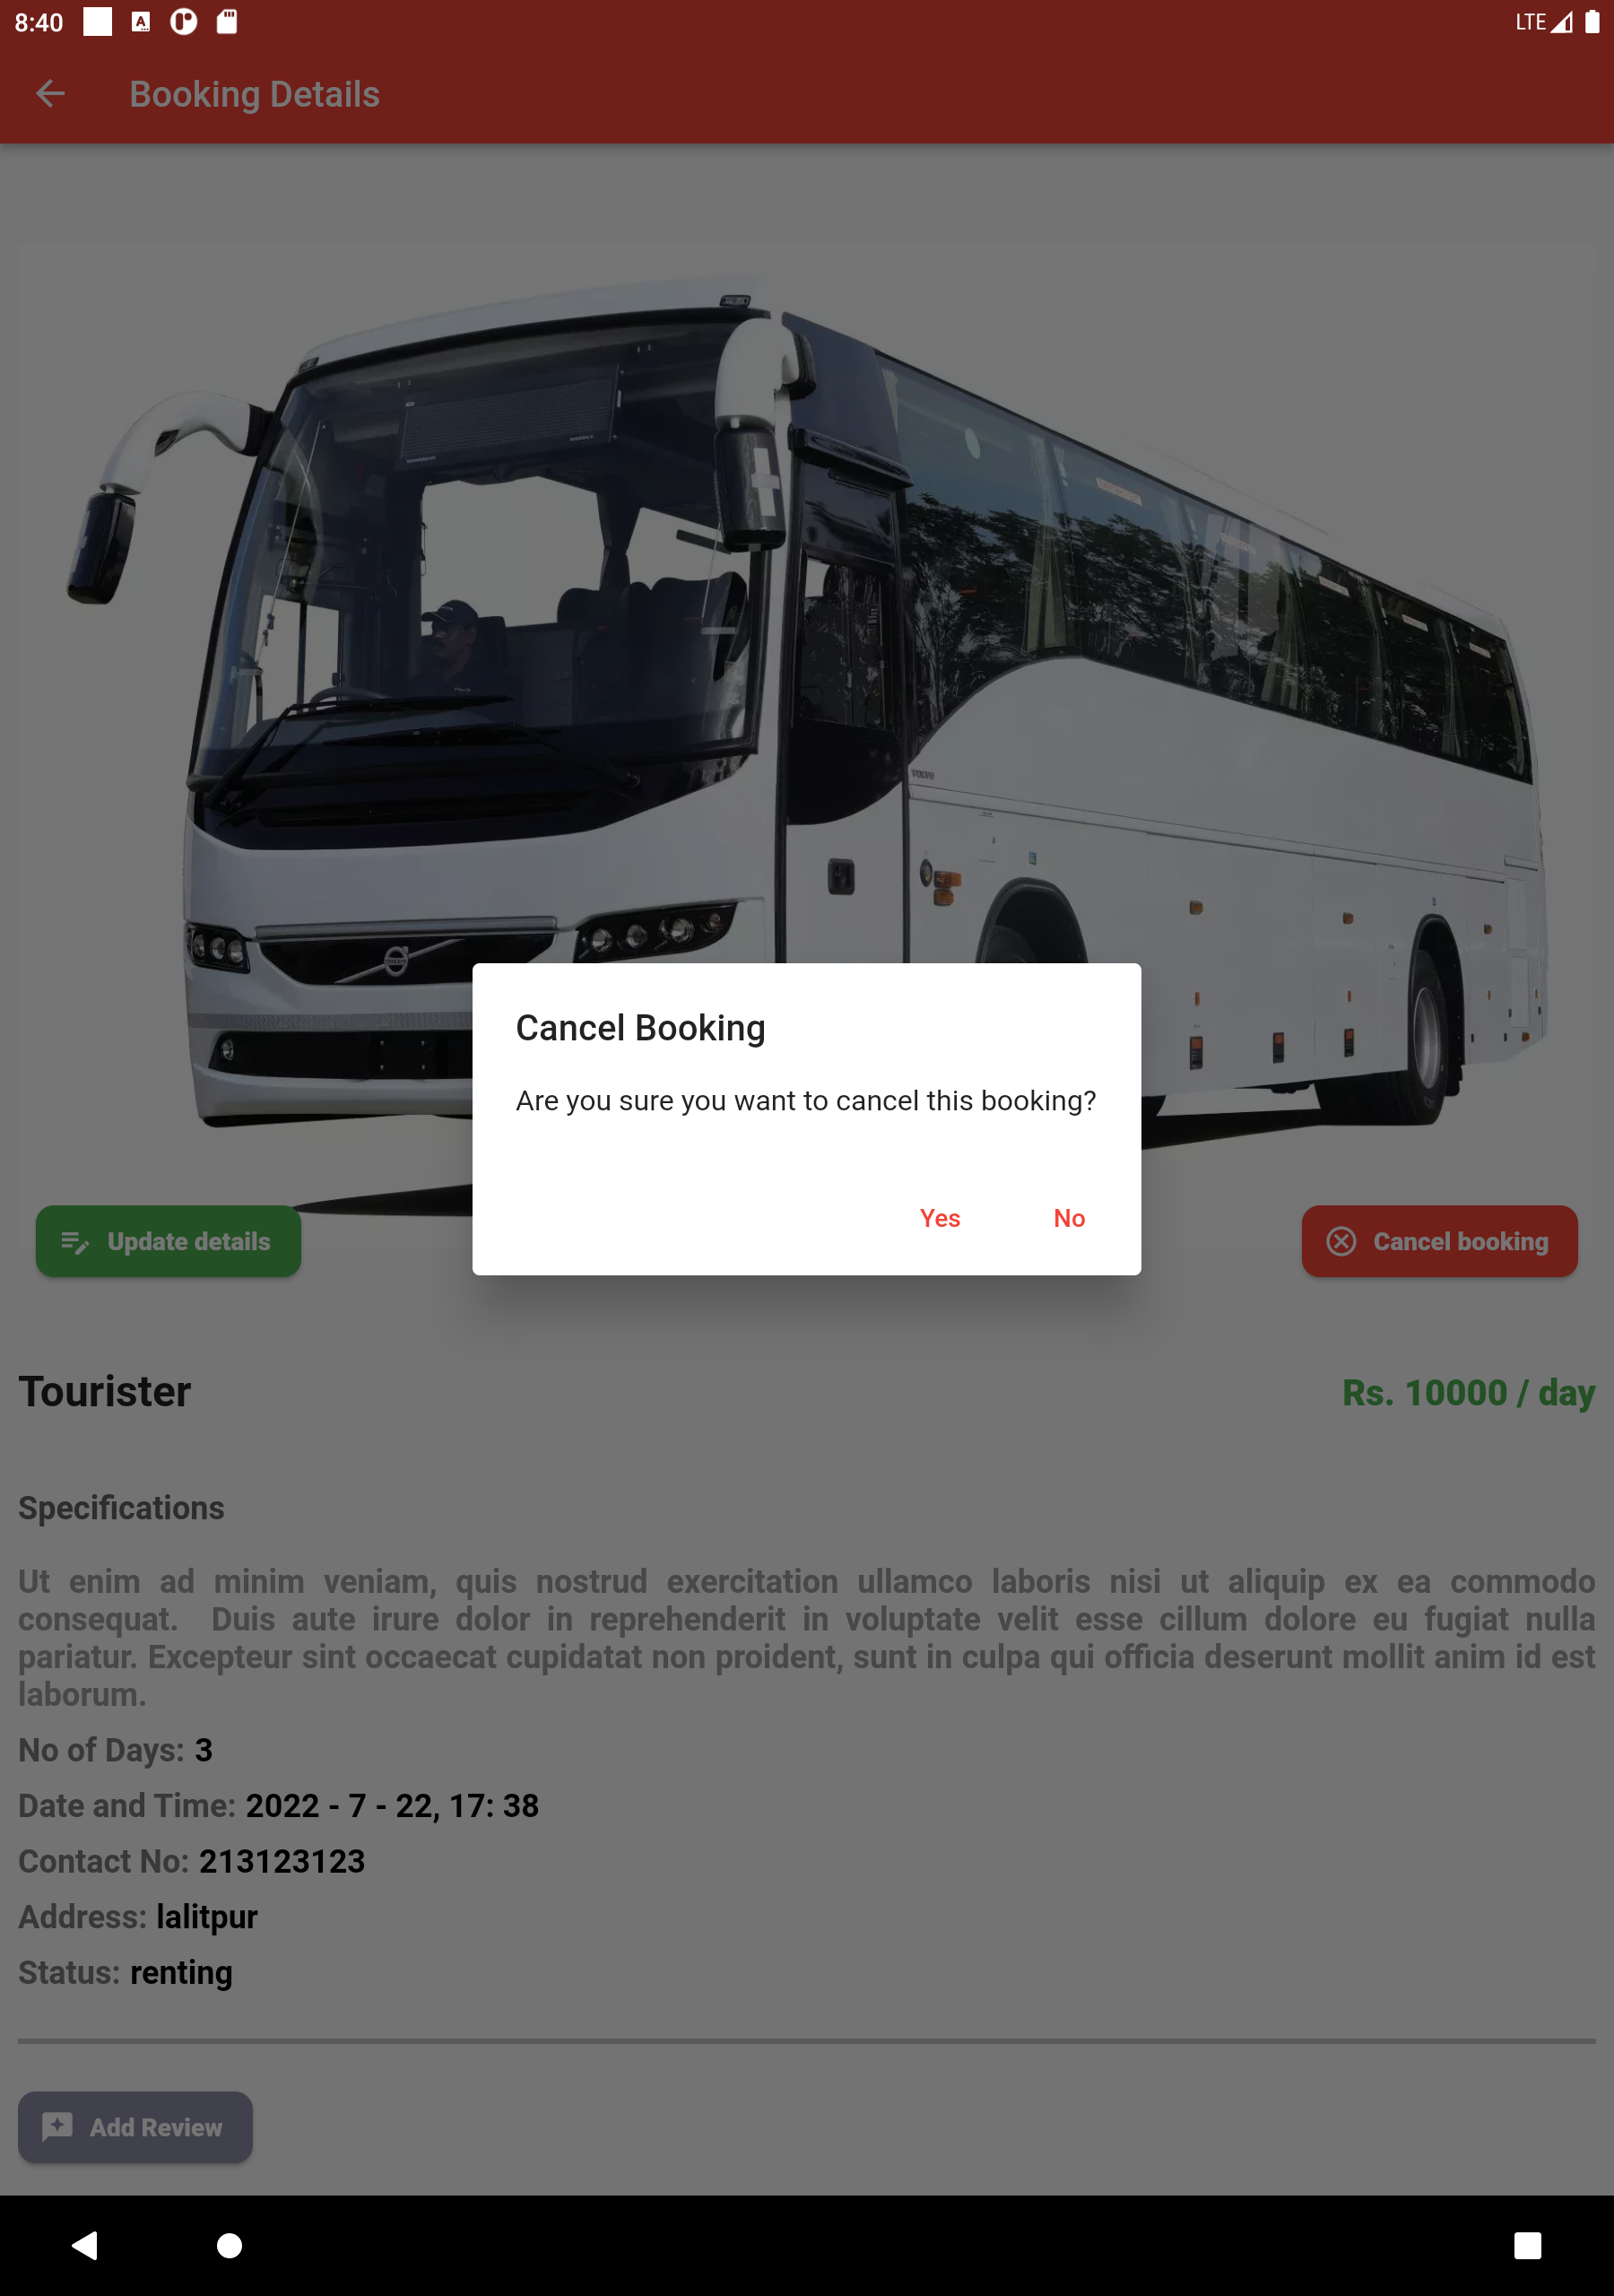 8:40
LTE
Booking Details
VOLVO
Cancel Booking
Are you sure you want to cancel this booking?
Yes
No
Update details
Cancel booking
Tourister
Rs. 10000 / day
Specifications
Ut enim ad minim veniam, quis nostrud exercitation ullamco laboris nisi ut aliquip ex ea commodo
consequat.  Duis aute irure dolor in reprehenderit in voluptate velit esse cillum dolore eu fugiat nulla
pariatur. Excepteur sint occaecat cupidatat non proident, sunt in culpa qui officia deserunt mollit anim id est
laborum.
No of Days: 3
Date and Time: 2022 - 7 - 22, 17: 38
Contact No: 213123123
Address: lalitpur
Status: renting
Add Review